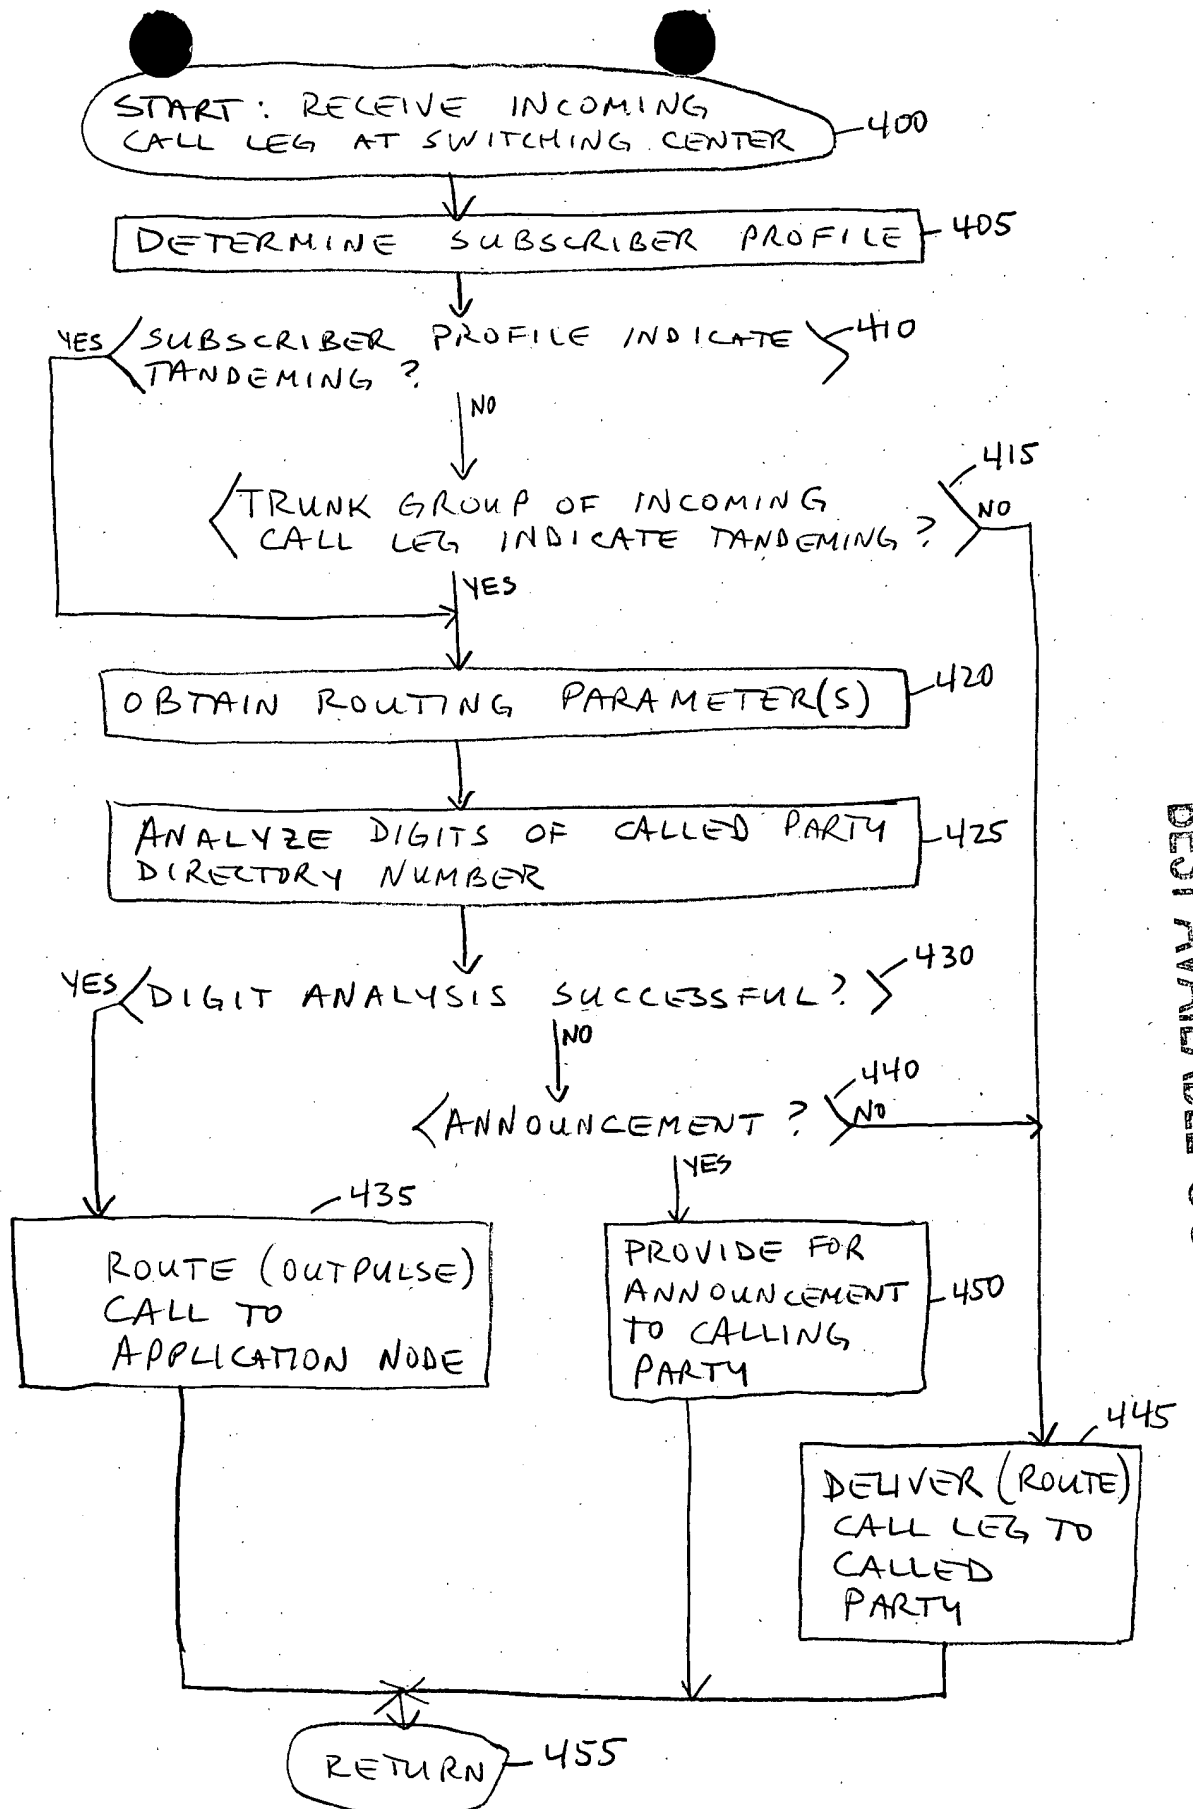 START: RECEIVE INCOMING
CALL LEG AT SWITCHING CENTER
400
DETERMINE SUBSCRIBER PROFILE
405
YES
SUBSCRIBER PROFILE INDICATE
TANDEMING?
410
NO
415
TRUNK GROUP OF INCOMING
CALL LEG INDICATE TANDEMING?
NO
YES
OBTAIN ROUTING PARAMETER(S)
420
ANALYZE DIGITS OF CALLED PARTY
DIRECTORY NUMBER
425
YES
DIGIT ANALYSIS SUCCESSFUL?
430
NO
440
ANNOUNCEMENT?
NO
YES
435
ROUTE (OUTPULSE)
CALL TO
APPLICATION NODE
PROVIDE FOR
ANNOUNCEMENT
TO CALLING
PARTY
450
445
DELIVER (ROUTE)
CALL LEG TO
CALLED
PARTY
RETURN
455
BEST